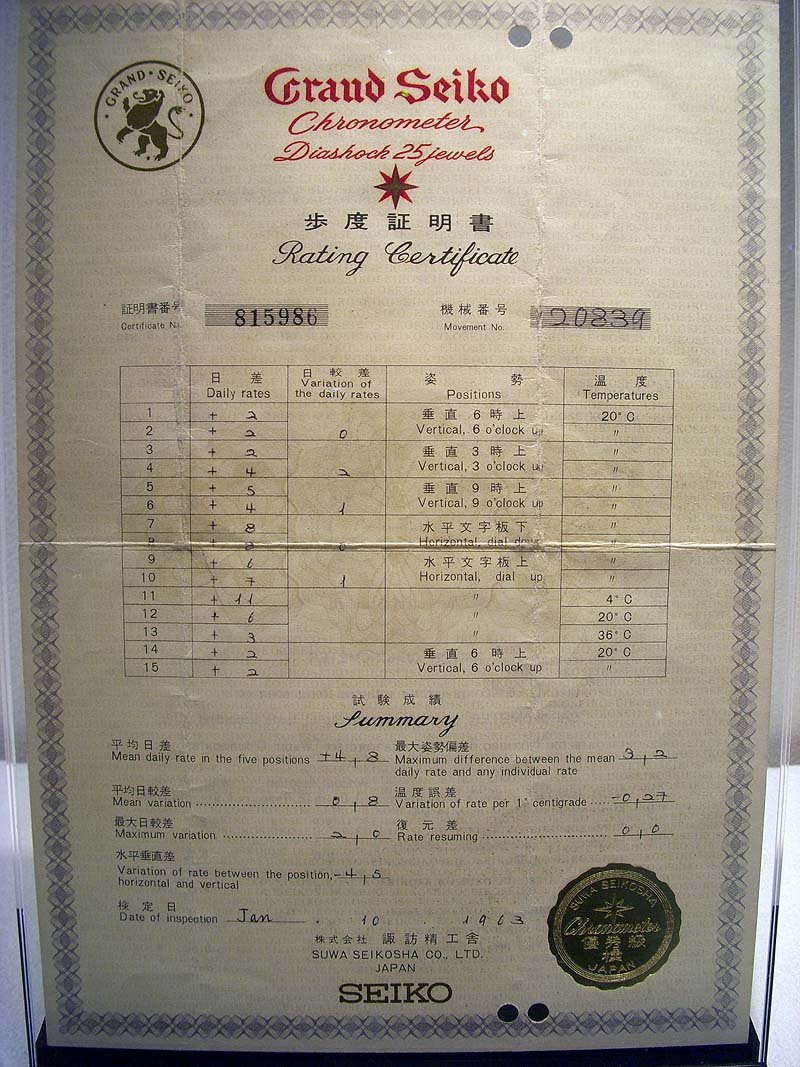 GRAND・SEIKO
Grand Seiko
Chronometer
Diashock 25 jewels
歩度証明書
Rating Certificate
証明書番号 815986 機械番号 20839
Certificate No. Movement No.
日差 日較差 姿勢 温度
Daily rates Variation of the daily rates Positions Temperatures
1 + 2 垂直6時上 20°C
2 + 2 0 Vertical, 6 o'clock up 〃
3 + 2 垂直3時上 〃
4 + 4 2 Vertical, 3 o'clock up 〃
5 + 5 垂直9時上 〃
6 + 4 1 Vertical, 9 o'clock up 〃
7 + 8 水平文字板下 〃
8 + 8 0 Horizontal, dial down 〃
9 + 6 水平文字板上 〃
10 + 7 1 Horizontal, dial up 〃
11 + 11 〃 4°C
12 + 6 〃 20°C
13 + 3 〃 36°C
14 + 2 垂直6時上 20°C
15 + 2 Vertical, 6 o'clock up 〃
試験成績
Summary
平均日差 最大姿勢偏差
Mean daily rate in the five positions +4,8 Maximum difference between the mean 3,2
daily rate and any individual rate
平均日較差 温度誤差
Mean variation 0,8 Variation of rate per 1° centigrade -0,27
最大日較差 復元差
Maximum variation 2,0 Rate resuming 0,0
水平垂直差
Variation of rate between the position, -4,5
horizontal and vertical
検定日
Date of inspection Jan. 10. 1963
株式会社 諏訪精工舎
SUWA SEIKOSHA CO., LTD.
JAPAN
SEIKO
SUWA SEIKOSHA
Chronometer
優秀級
機
JAPAN